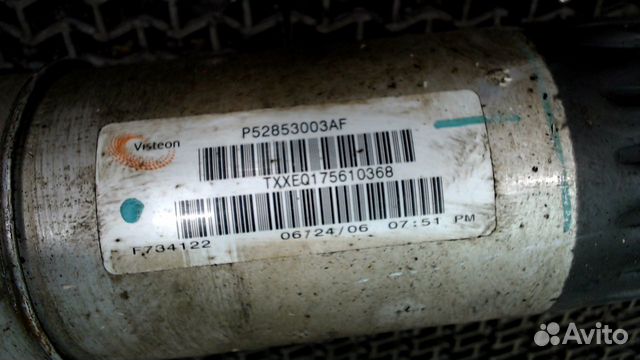 Visteon
P52853003AF
TXXEQ175610368
F734122
06/24/06 07:51 PM
Avito